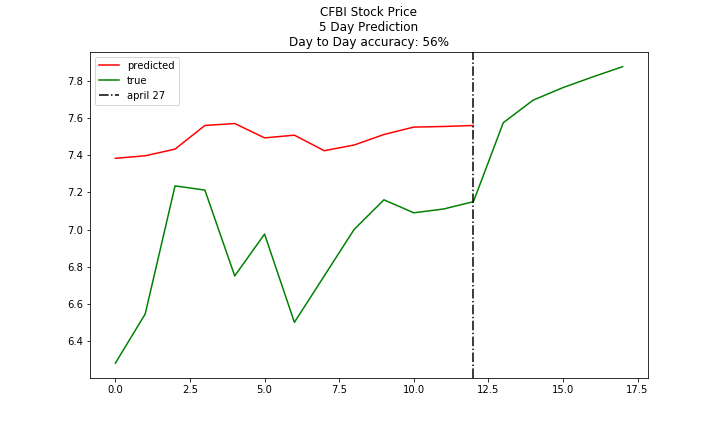 CFBI Stock Price
5 Day Prediction
Day to Day accuracy: 56%
predicted
true
april 27
7.8
7.6
7.4
7.2
7.0
6.8
6.6
6.4
0.0 2.5 5.0 7.5 10.0 12.5 15.0 17.5